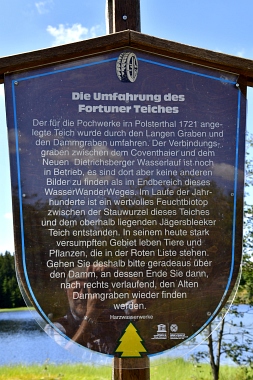 Die Umfahrung des
Fortuner Teiches
Der für die Pochwerke im Polsterthal 1721 ange-
legte Teich wurde durch den Langen Graben und
den Dammgraben umfahren. Der Verbindungs-
graben zwischen dem Coventhaier und dem
Neuen Dietrichsberger Wasserlauf ist noch
in Betrieb, es sind dort aber keine anderen
Bilder zu finden als im Endbereich dieses
WasserWanderWeges. Im Laufe der Jahr-
hunderte ist ein wertvolles Feuchtbiotop
zwischen der Stauwurzel dieses Teiches
und dem oberhalb liegenden Jägersbleeker
Teich entstanden. In seinem heute stark
versumpften Gebiet leben Tiere und
Pflanzen, die in der Roten Liste stehen.
Gehen Sie deshalb bitte geradeaus über
den Damm, an dessen Ende Sie dann,
nach rechts verlaufend, den Alten
Dammgraben wieder finden
werden.
Harzwasserwerke